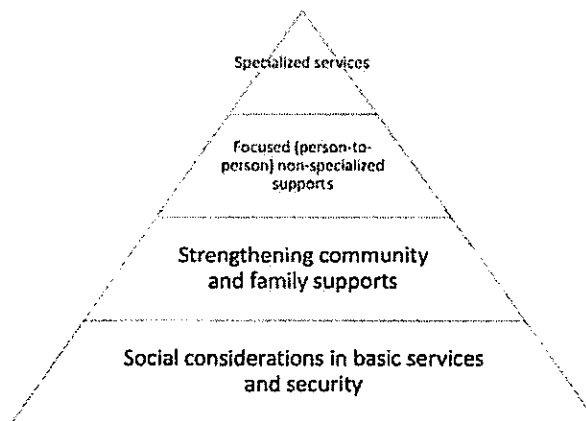 Specialized services
Focused (person-to-
person) non-specialized
supports
Strengthening community
and family supports
Social considerations in basic services
and security